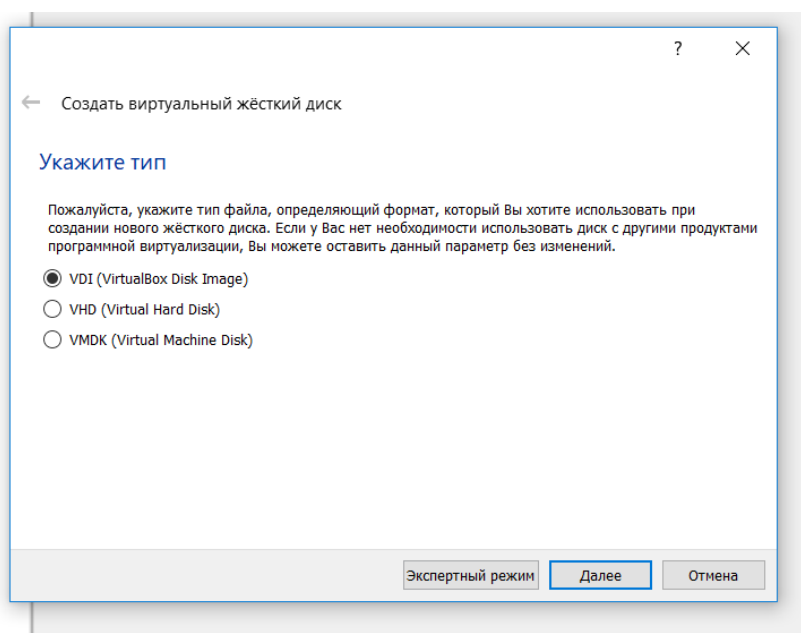 ?
Создать виртуальный жёсткий диск
Укажите тип
Пожалуйста, укажите тип файла, определяющий формат, который Вы хотите использовать при
создании нового жёсткого диска. Если у Вас нет необходимости использовать диск с другими продуктами
программной виртуализации, Вы можете оставить данный параметр без изменений.
VDI (VirtualBox Disk Image)
VHD (Virtual Hard Disk)
VMDK (Virtual Machine Disk)
Экспертный режим Далее Отмена